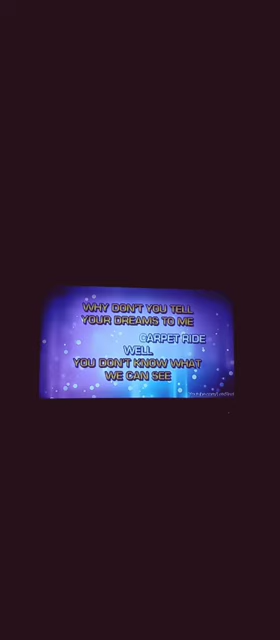 WHY DON'T YOU TELL
YOUR DREAMS TO ME
CARPET RIDE
WELL
YOU DON'T KNOW WHAT
WE CAN SEE